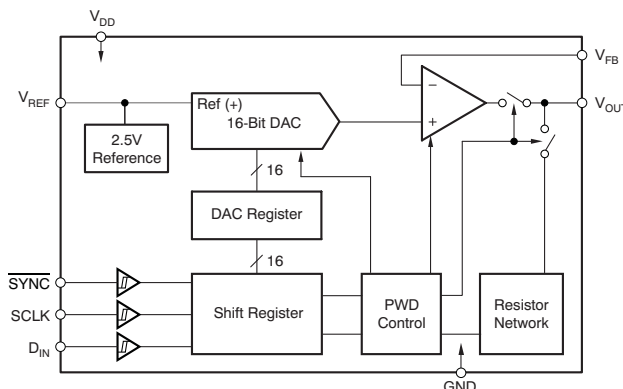 V_DD
V_REF
2.5V
Reference
Ref (+)
16-Bit DAC
−
+
V_FB
V_OUT
16
DAC Register
16
SYNC
SCLK
D_IN
Shift Register
PWD
Control
Resistor
Network
GND